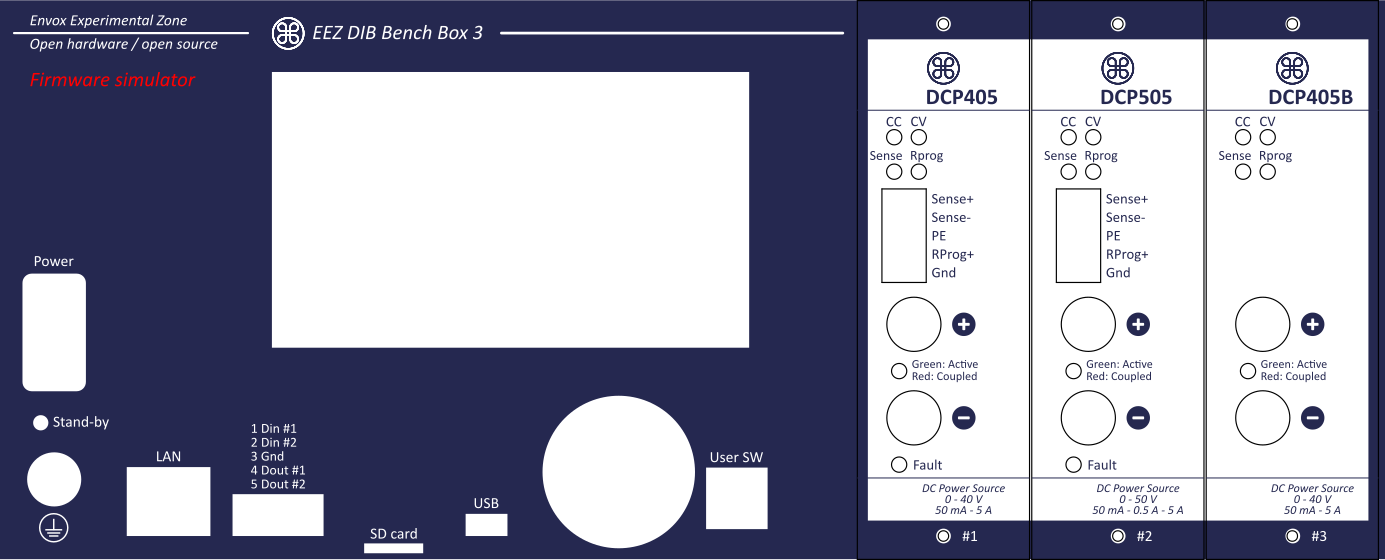 Envox Experimental Zone
Open hardware / open source
EEZ DIB Bench Box 3
Firmware simulator
Power
Stand-by
LAN
1 Din #1
2 Din #2
3 Gnd
4 Dout #1
5 Dout #2
SD card
USB
User SW
DCP405
CC CV
Sense Rprog
Sense+
Sense-
PE
RProg+
Gnd
+
Green: Active
Red: Coupled
-
Fault
DC Power Source
0 - 40 V
50 mA - 5 A
#1
DCP505
CC CV
Sense Rprog
Sense+
Sense-
PE
RProg+
Gnd
+
Green: Active
Red: Coupled
-
Fault
DC Power Source
0 - 50 V
50 mA - 0.5 A - 5 A
#2
DCP405B
CC CV
Sense Rprog
+
Green: Active
Red: Coupled
-
DC Power Source
0 - 40 V
50 mA - 5 A
#3